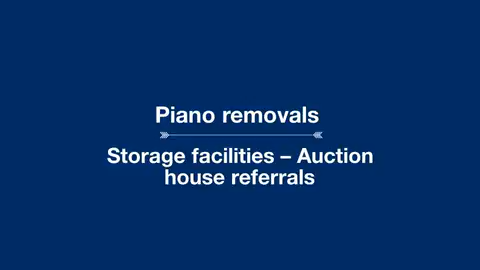 Piano removals
Storage facilities – Auction
house referrals